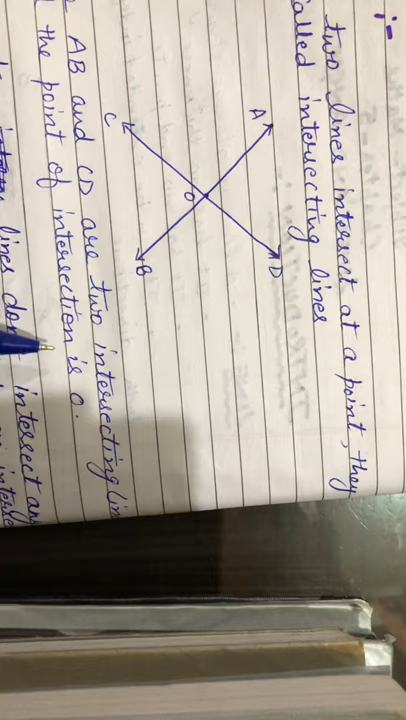 :-
two lines intersect at a point, they
called intersecting lines
A
D
O
C
B
AB and CD are two intersecting
the point of intersection is O.
lines don't intersect